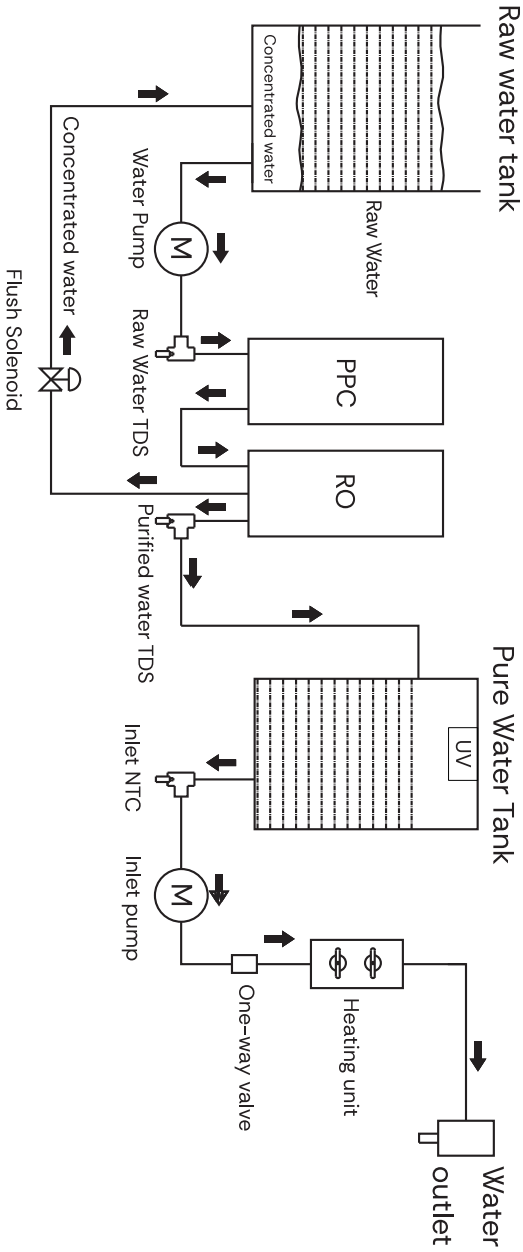 Raw water tank
Concentrated water
Raw Water
Concentrated water
Water Pump
M
Raw Water TDS
Flush Solenoid
PPC
RO
Purified water TDS
Pure Water Tank
UV
Inlet NTC
M
Inlet pump
One-way valve
Heating unit
Water
outlet